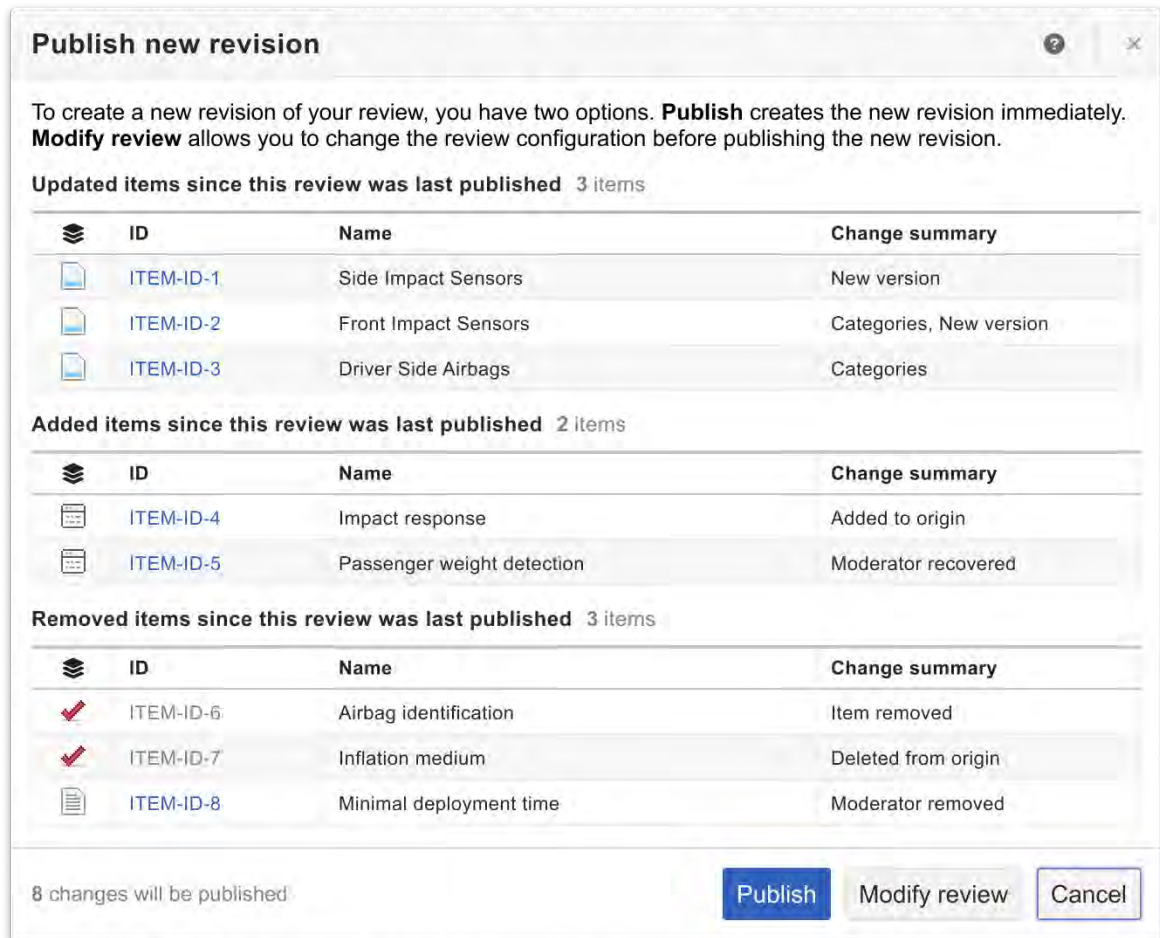 Publish new revision
To create a new revision of your review, you have two options. Publish creates the new revision immediately.
Modify review allows you to change the review configuration before publishing the new revision.
Updated items since this review was last published 3 items
ID Name Change summary
ITEM-ID-1 Side Impact Sensors New version
ITEM-ID-2 Front Impact Sensors Categories, New version
ITEM-ID-3 Driver Side Airbags Categories
Added items since this review was last published 2 items
ID Name Change summary
ITEM-ID-4 Impact response Added to origin
ITEM-ID-5 Passenger weight detection Moderator recovered
Removed items since this review was last published 3 items
ID Name Change summary
ITEM-ID-6 Airbag identification Item removed
ITEM-ID-7 Inflation medium Deleted from origin
ITEM-ID-8 Minimal deployment time Moderator removed
8 changes will be published Publish Modify review Cancel